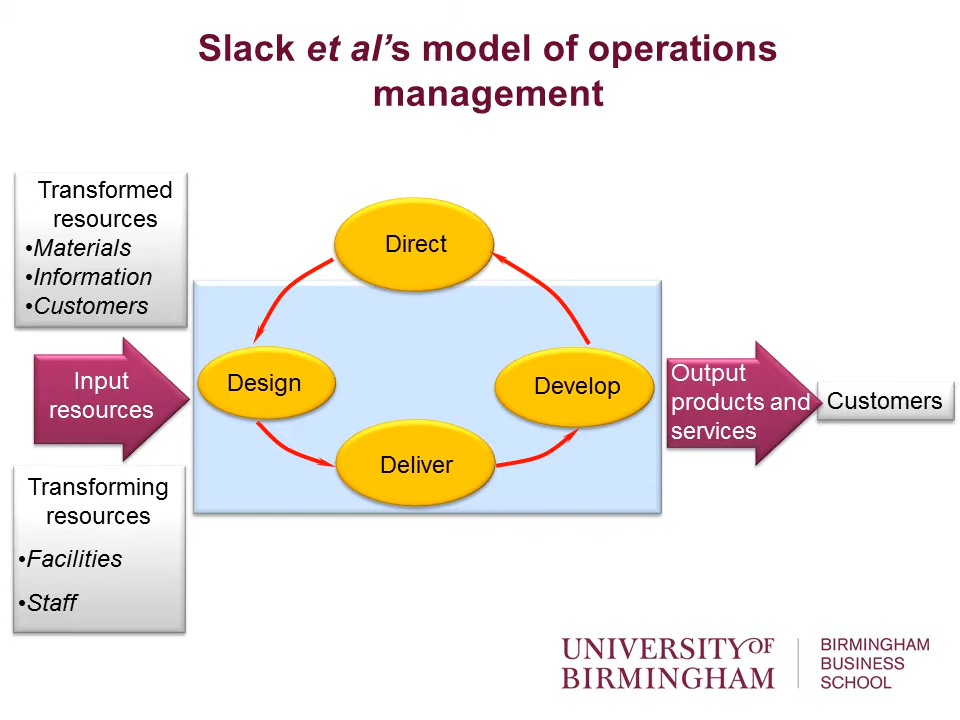 Slack et al’s model of operations
management
Transformed
resources
•Materials
•Information
•Customers
Input
resources
Transforming
resources
•Facilities
•Staff
Direct
Design
Develop
Deliver
Output
products and
services
Customers
UNIVERSITY OF
BIRMINGHAM
BIRMINGHAM
BUSINESS
SCHOOL